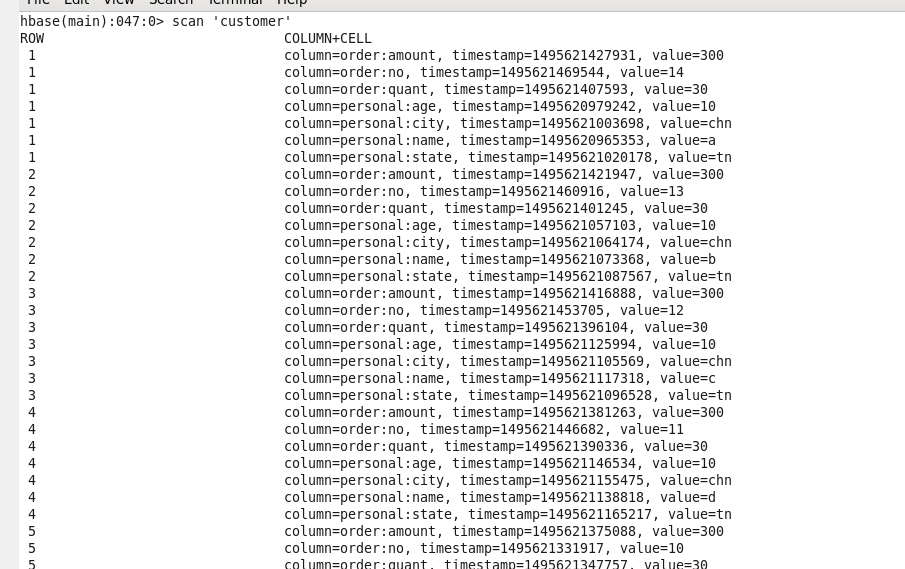 File Edit View Search Terminal Help
hbase(main):047:0> scan 'customer'
ROW COLUMN+CELL
1 column=order:amount, timestamp=1495621427931, value=300
1 column=order:no, timestamp=1495621469544, value=14
1 column=order:quant, timestamp=1495621407593, value=30
1 column=personal:age, timestamp=1495620979242, value=10
1 column=personal:city, timestamp=1495621003698, value=chn
1 column=personal:name, timestamp=1495620965353, value=a
1 column=personal:state, timestamp=1495621020178, value=tn
2 column=order:amount, timestamp=1495621421947, value=300
2 column=order:no, timestamp=1495621460916, value=13
2 column=order:quant, timestamp=1495621401245, value=30
2 column=personal:age, timestamp=1495621057103, value=10
2 column=personal:city, timestamp=1495621064174, value=chn
2 column=personal:name, timestamp=1495621073368, value=b
2 column=personal:state, timestamp=1495621087567, value=tn
3 column=order:amount, timestamp=1495621416888, value=300
3 column=order:no, timestamp=1495621453705, value=12
3 column=order:quant, timestamp=1495621396104, value=30
3 column=personal:age, timestamp=1495621125994, value=10
3 column=personal:city, timestamp=1495621105569, value=chn
3 column=personal:name, timestamp=1495621117318, value=c
3 column=personal:state, timestamp=1495621096528, value=tn
4 column=order:amount, timestamp=1495621381263, value=300
4 column=order:no, timestamp=1495621446682, value=11
4 column=order:quant, timestamp=1495621390336, value=30
4 column=personal:age, timestamp=1495621146534, value=10
4 column=personal:city, timestamp=1495621155475, value=chn
4 column=personal:name, timestamp=1495621138818, value=d
4 column=personal:state, timestamp=1495621165217, value=tn
5 column=order:amount, timestamp=1495621375088, value=300
5 column=order:no, timestamp=1495621331917, value=10
5 column=order:quant, timestamp=1495621347757, value=30